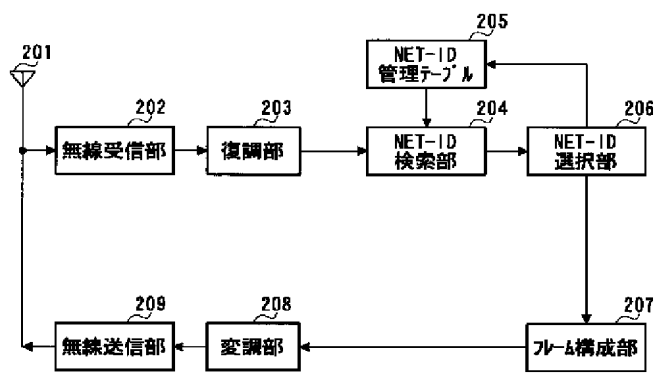 201
205
NET-ID
管理テーブル
202
203
204
206
無線受信部
復調部
NET-ID
検索部
NET-ID
選択部
209
208
207
無線送信部
変調部
フレーム構成部